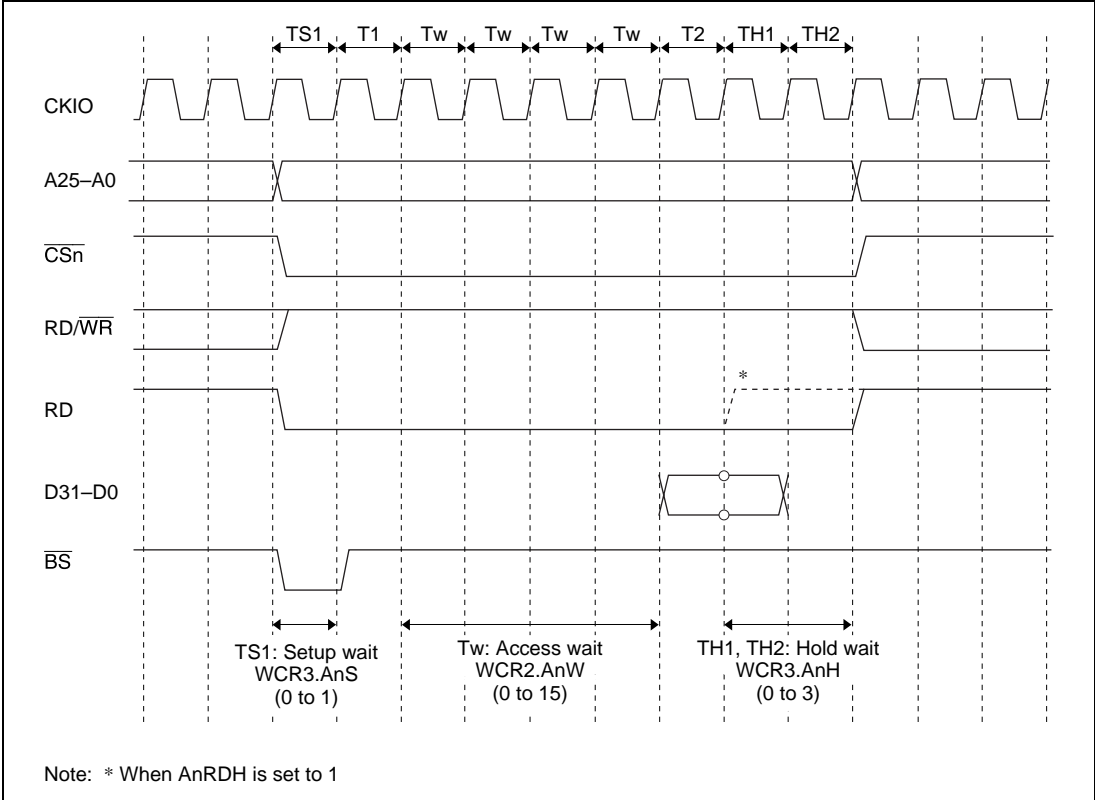 TS1 T1 Tw Tw Tw Tw T2 TH1 TH2
CKIO
A25–A0
CSn
RD/WR
*
RD
D31–D0
BS
TS1: Setup wait
WCR3.AnS
(0 to 1)
Tw: Access wait
WCR2.AnW
(0 to 15)
TH1, TH2: Hold wait
WCR3.AnH
(0 to 3)
Note: * When AnRDH is set to 1